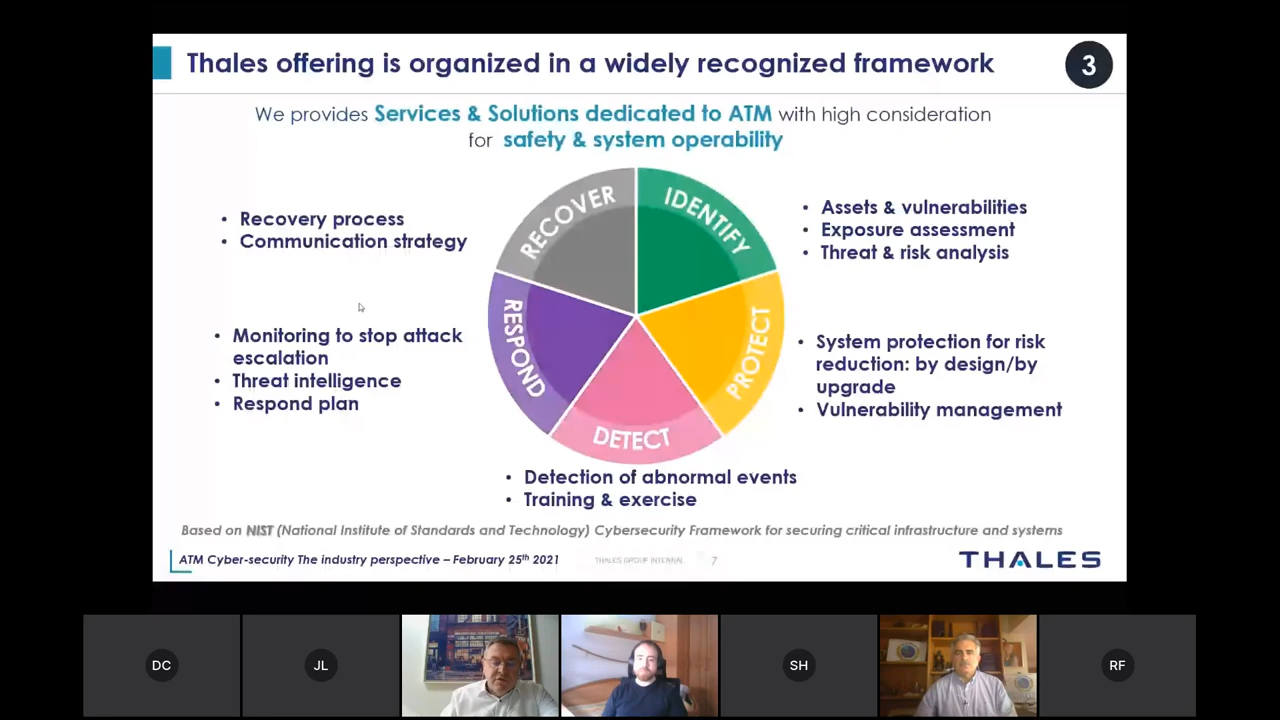 Thales offering is organized in a widely recognized framework
3
We provides Services & Solutions dedicated to ATM with high consideration
for safety & system operability
RECOVER
IDENTIFY
PROTECT
DETECT
RESPOND
• Recovery process
• Communication strategy
• Assets & vulnerabilities
• Exposure assessment
• Threat & risk analysis
• Monitoring to stop attack
escalation
• Threat intelligence
• Respond plan
• System protection for risk
reduction: by design/by
upgrade
• Vulnerability management
• Detection of abnormal events
• Training & exercise
Based on NIST (National Institute of Standards and Technology) Cybersecurity Framework for securing critical infrastructure and systems
ATM Cyber-security The industry perspective – February 25th 2021
THALES GROUP INTERNAL
7
THALES
DC
JL
SH
RF